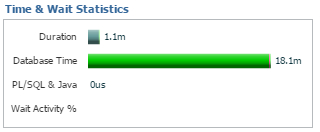 Time & Wait Statistics
Duration 1.1m
Database Time 18.1m
PL/SQL & Java 0us
Wait Activity %